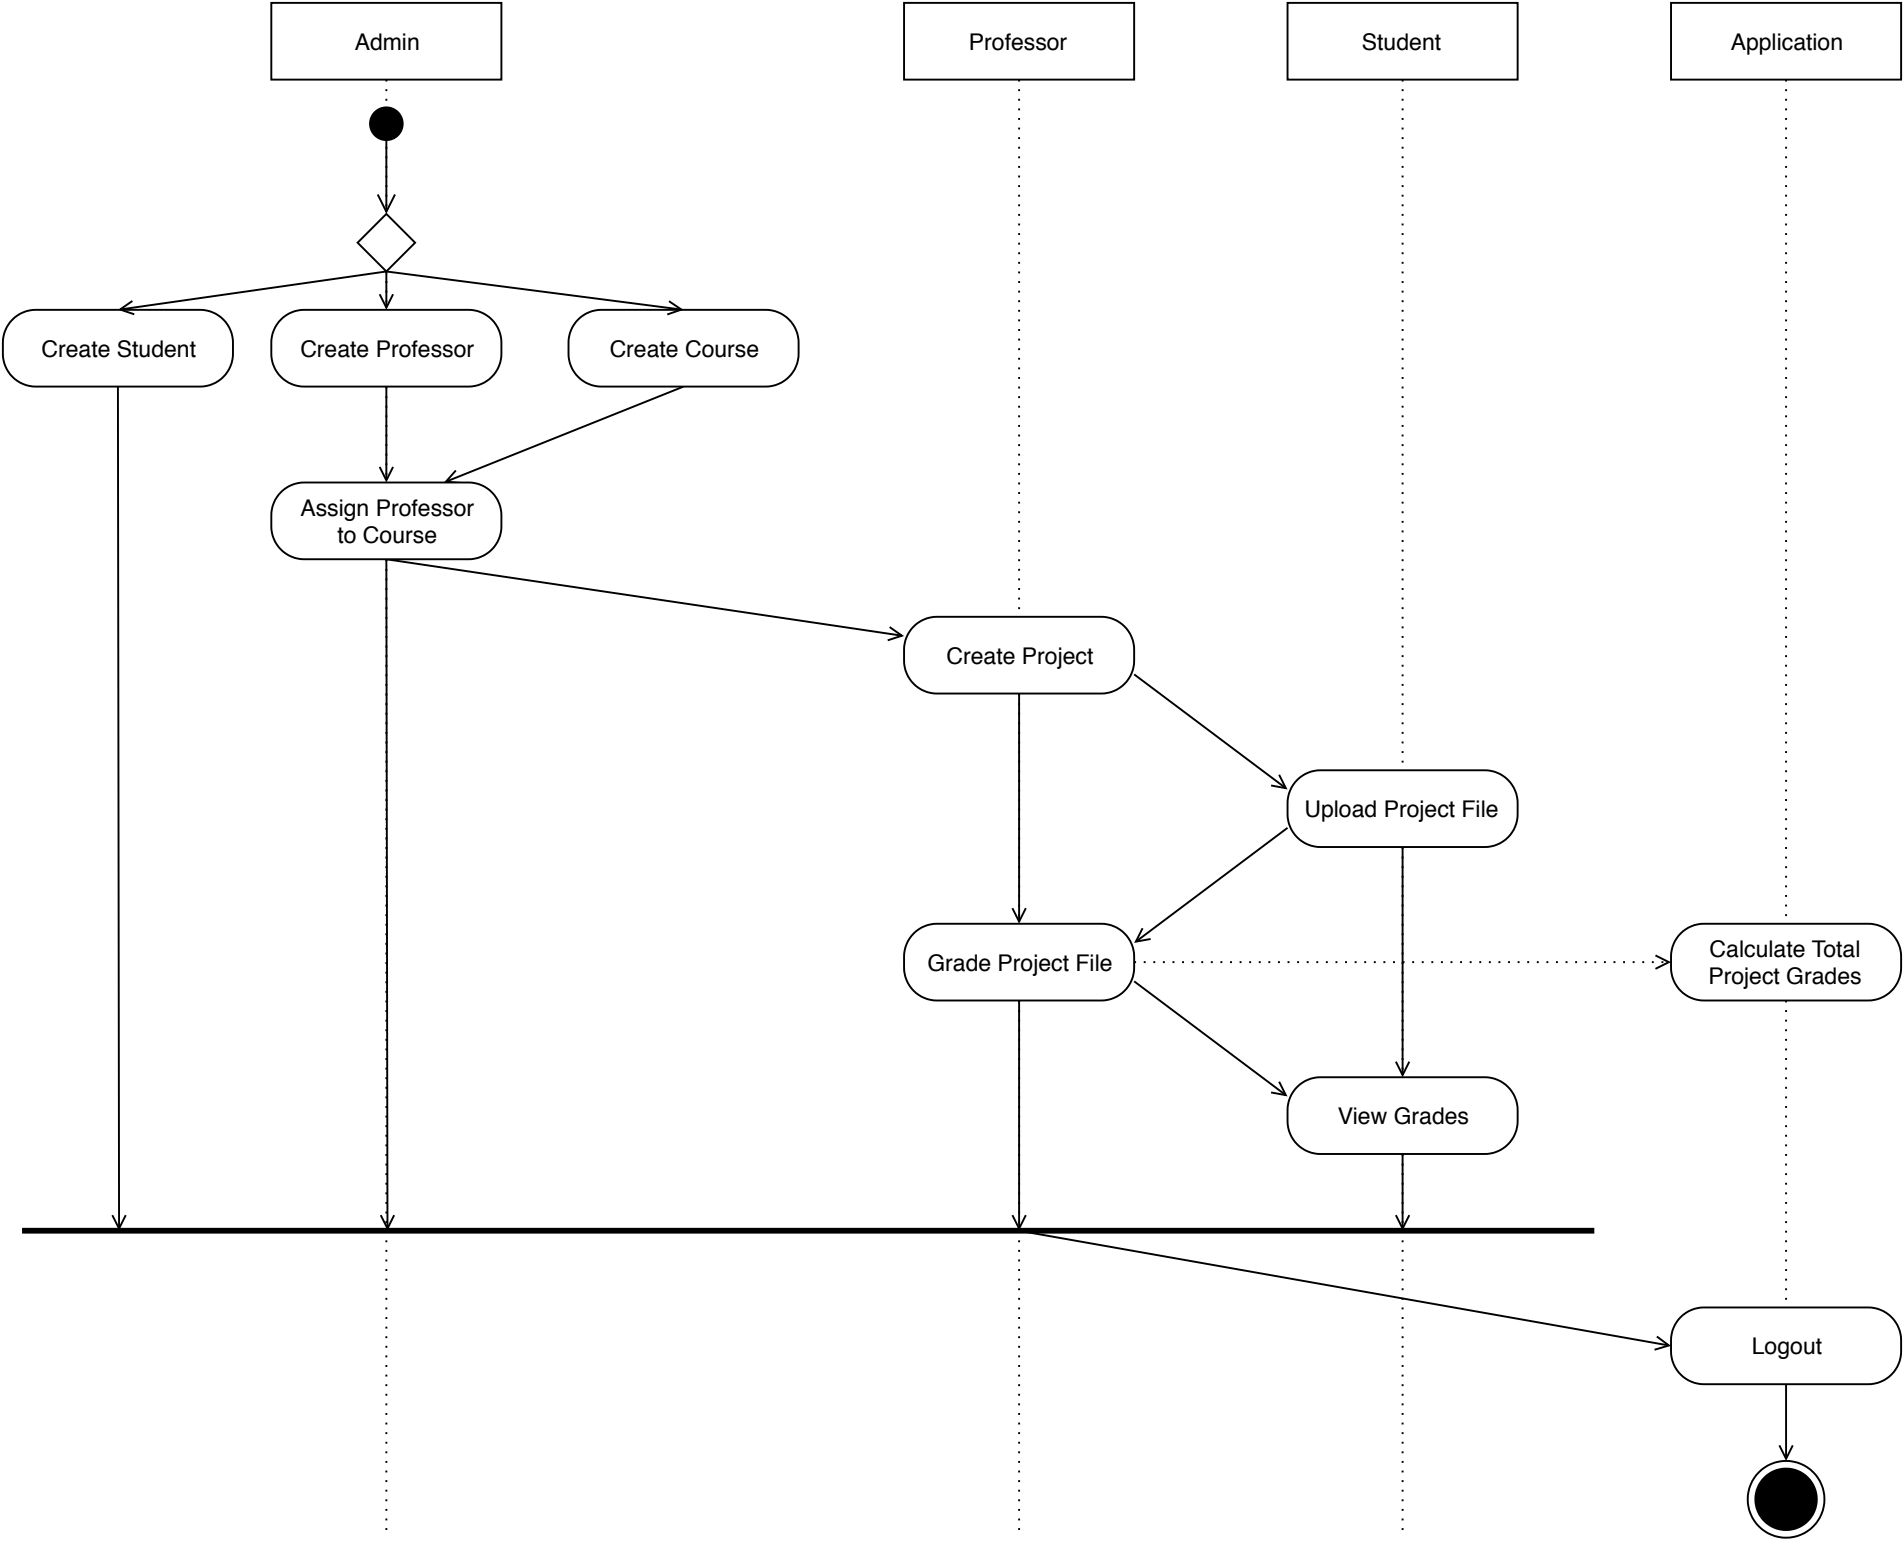 Admin
Professor
Student
Application
Create Student
Create Professor
Create Course
Assign Professor
to Course
Create Project
Upload Project File
Grade Project File
Calculate Total
Project Grades
View Grades
Logout